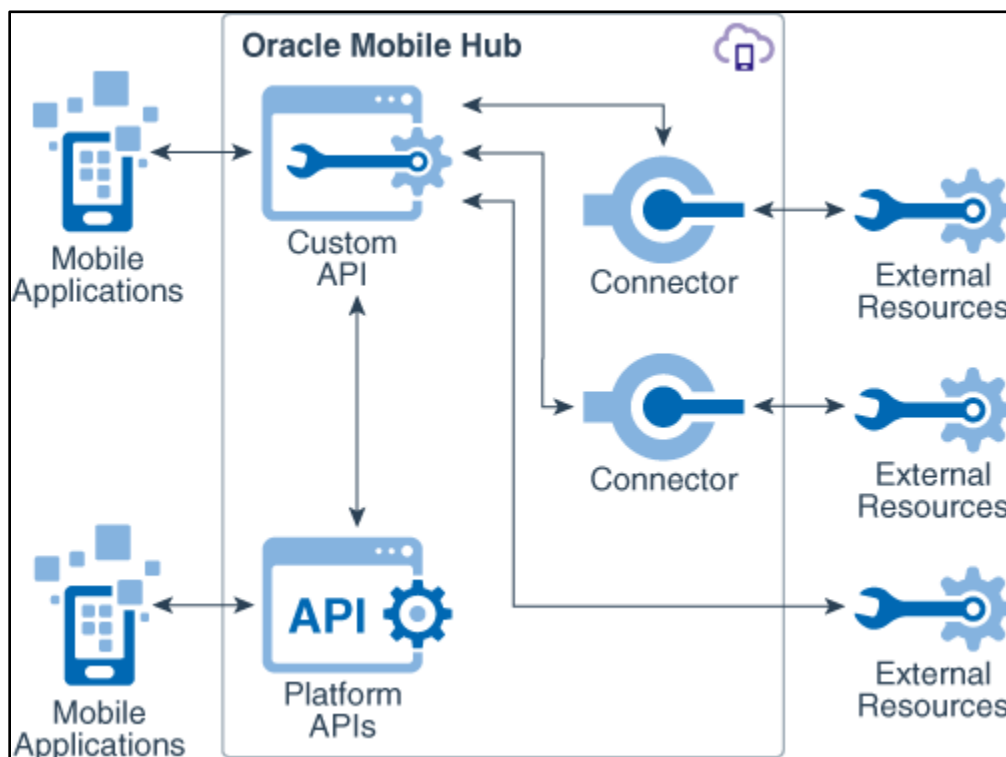 Oracle Mobile Hub
Mobile
Applications
Custom
API
Connector
External
Resources
Connector
External
Resources
API
Mobile
Applications
Platform
APIs
External
Resources